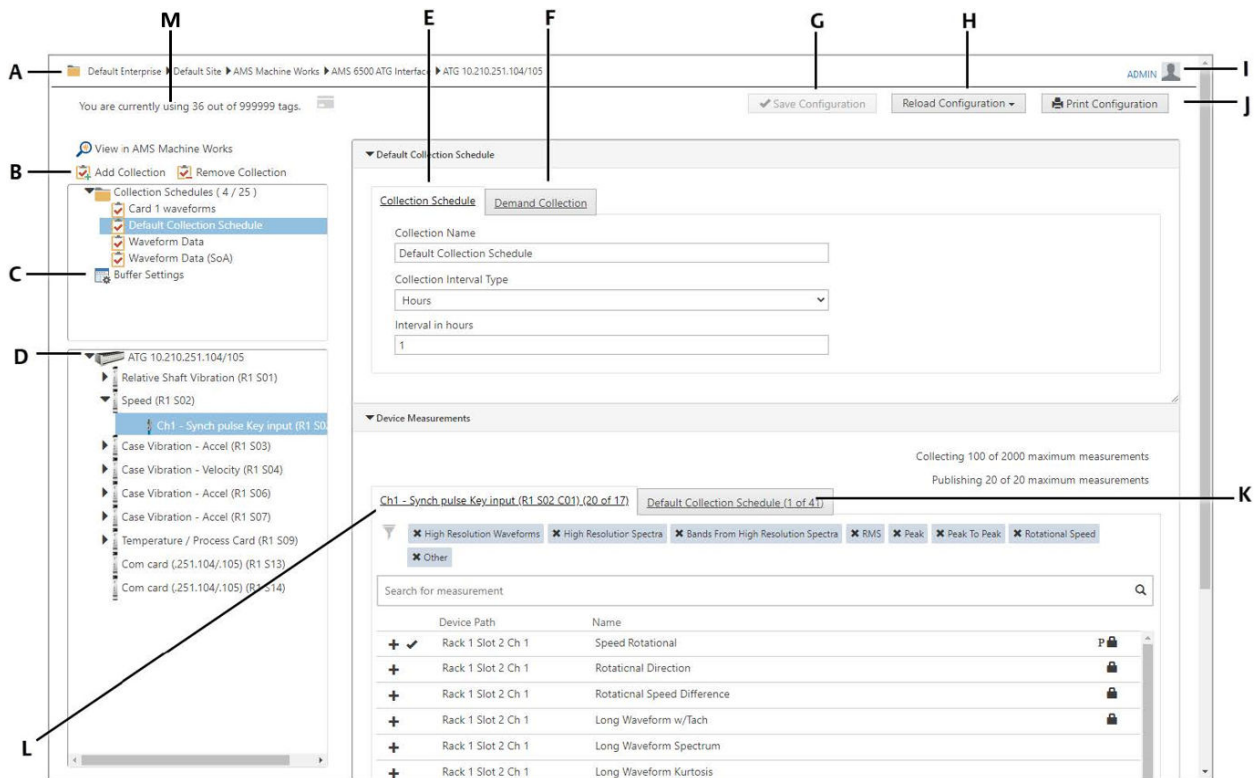 M
E
F
G
H
A
Default Enterprise Default Site AMS Machine Works AMS 6500 ATG Interface ATG 10.210.251.104/105
ADMIN
I
You are currently using 36 out of 999999 tags.
Save Configuration
Reload Configuration
Print Configuration
J
View in AMS Machine Works
B
Add Collection
Remove Collection
Collection Schedules ( 4 / 25 )
Card 1 waveforms
Default Collection Schedule
Waveform Data
Waveform Data (SoA)
C
Buffer Settings
Default Collection Schedule
Collection Schedule
Demand Collection
Collection Name
Default Collection Schedule
Collection Interval Type
Hours
Interval in hours
1
D
ATG 10.210.251.104/105
Relative Shaft Vibration (R1 S01)
Speed (R1 S02)
Ch1 - Synch pulse Key input (R1 S0
Case Vibration - Accel (R1 S03)
Case Vibration - Velocity (R1 S04)
Case Vibration - Accel (R1 S06)
Case Vibration - Accel (R1 S07)
Temperature / Process Card (R1 S09)
Com card (.251.104/.105) (R1 S13)
Com card (.251.104/.105) (R1 S14)
Device Measurements
Collecting 100 of 2000 maximum measurements
Publishing 20 of 20 maximum measurements
Ch1 - Synch pulse Key input (R1 S02 C01) (20 of 17)
Default Collection Schedule (1 of 41)
K
High Resolution Waveforms
High Resolution Spectra
Bands From High Resolution Spectra
RMS
Peak
Peak To Peak
Rotational Speed
Other
Search for measurement
Device Path Name
Rack 1 Slot 2 Ch 1 Speed Rotational P
Rack 1 Slot 2 Ch 1 Rotational Direction
Rack 1 Slot 2 Ch 1 Rotational Speed Difference
Rack 1 Slot 2 Ch 1 Long Waveform w/Tach
Rack 1 Slot 2 Ch 1 Long Waveform Spectrum
Rack 1 Slot 2 Ch 1 Long Waveform Kurtosis
L